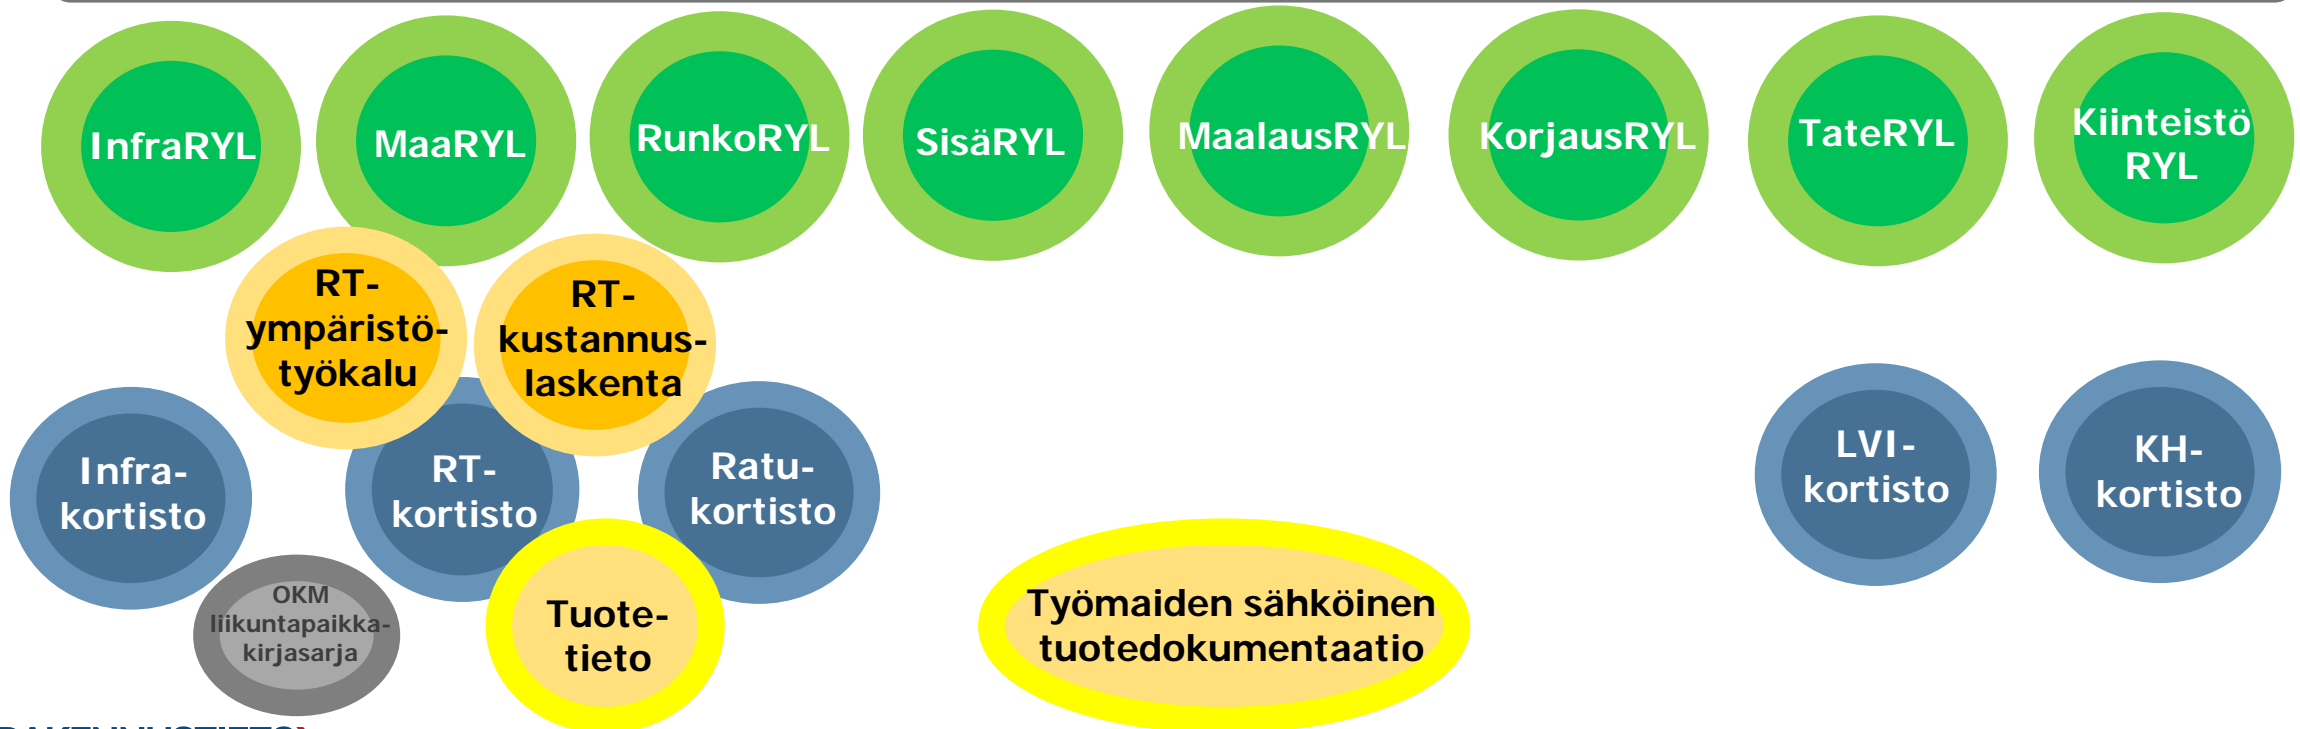 InfraRYL
MaaRYL
RunkoRYL
SisäRYL
MaalausRYL
KorjausRYL
TateRYL
Kiinteistö
RYL
RT-
ympäristö-
työkalu
RT-
kustannus-
laskenta
Infra-
kortisto
RT-
kortisto
Ratu-
kortisto
LVI-
kortisto
KH-
kortisto
OKM
liikuntapaikka-
kirjasarja
Tuote-
tieto
Työmaiden sähköinen
tuotedokumentaatio